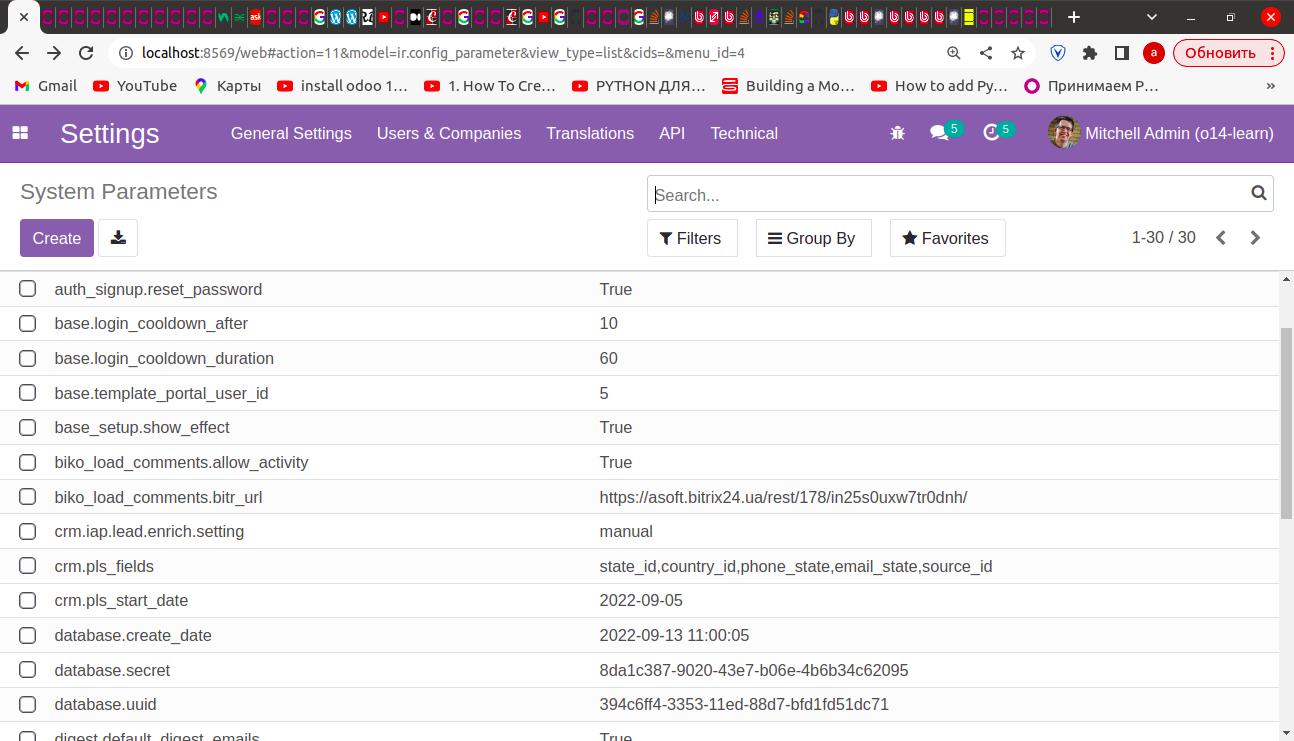 localhost:8569/web#action=11&model=ir.config_parameter&view_type=list&cids=&menu_id=4
a
Обновить
Gmail
YouTube
Карты
install odoo 1…
1. How To Cre…
PYTHON ДЛЯ…
Building a Mo…
How to add Py…
Принимаем Р…
»
Settings
General Settings
Users & Companies
Translations
API
Technical
5
5
Mitchell Admin (o14-learn)
System Parameters
Search...
Create
Filters
Group By
Favorites
1-30 / 30
auth_signup.reset_password True
base.login_cooldown_after 10
base.login_cooldown_duration 60
base.template_portal_user_id 5
base_setup.show_effect True
biko_load_comments.allow_activity True
biko_load_comments.bitr_url https://asoft.bitrix24.ua/rest/178/in25s0uxw7tr0dnh/
crm.iap.lead.enrich.setting manual
crm.pls_fields state_id,country_id,phone_state,email_state,source_id
crm.pls_start_date 2022-09-05
database.create_date 2022-09-13 11:00:05
database.secret 8da1c387-9020-43e7-b06e-4b6b34c62095
database.uuid 394c6ff4-3353-11ed-88d7-bfd1fd51dc71
digest.default_digest_emails True